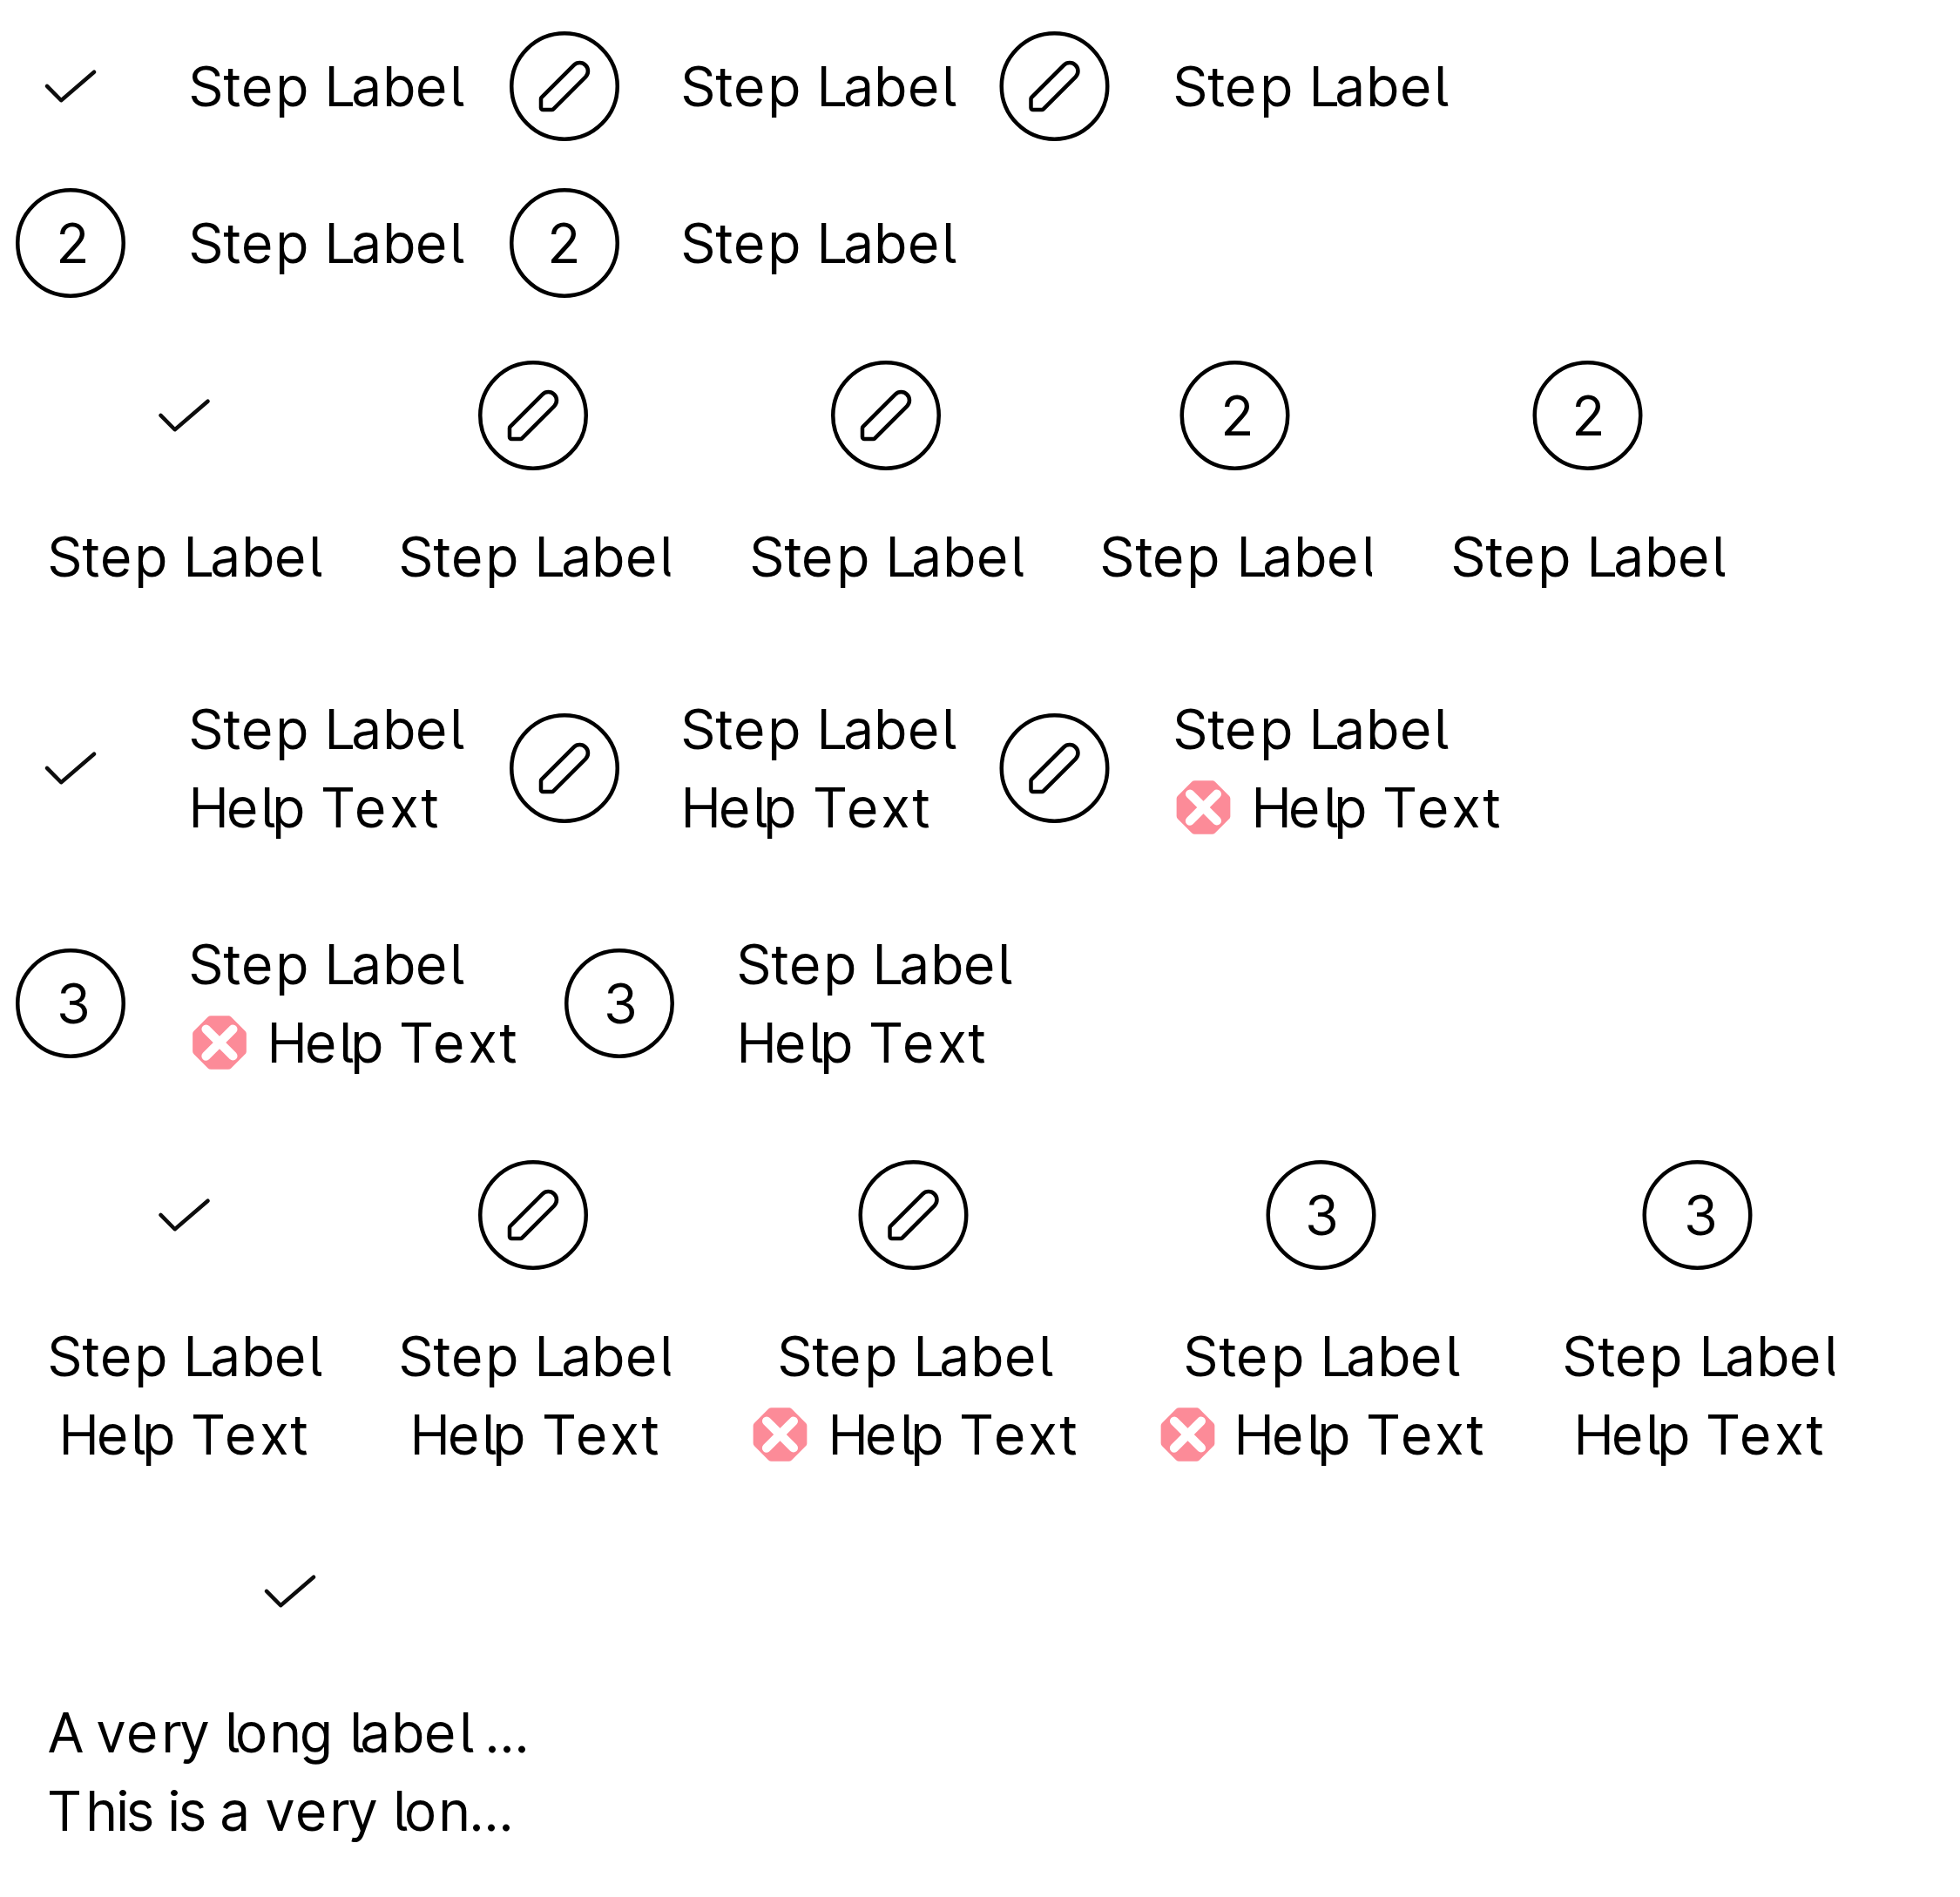 Step Label Step Label Step Label
2 Step Label 2 Step Label
2 2
Step Label Step Label Step Label Step Label Step Label
Step Label Step Label Step Label
Help Text Help Text Help Text
Step Label Step Label
3 3
Help Text Help Text
3 3
Step Label Step Label Step Label Step Label Step Label
Help Text Help Text Help Text Help Text Help Text
A very long label ...
This is a very lon...